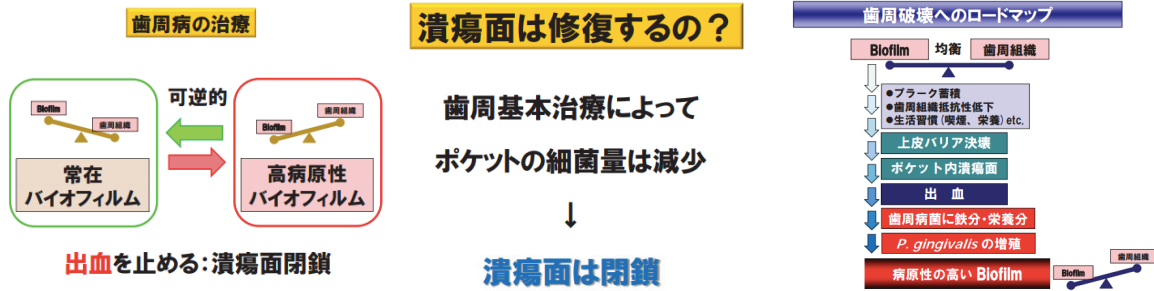 歯周病の治療
Biofilm
歯周組織
常在
バイオフィルム
可逆的
歯周組織
Biofilm
高病原性
バイオフィルム
出血を止める:潰瘍面閉鎖
潰瘍面は修復するの?
歯周基本治療によって
ポケットの細菌量は減少
↓
潰瘍面は閉鎖
歯周破壊へのロードマップ
Biofilm 均衡 歯周組織
●プラーク蓄積
●歯周組織抵抗性低下
●生活習慣(喫煙、栄養)etc.
上皮バリア決壊
ポケット内潰瘍面
出 血
歯周病菌に鉄分・栄養分
P. gingivalis の増殖
病原性の高い Biofilm
歯周組織
Biofilm